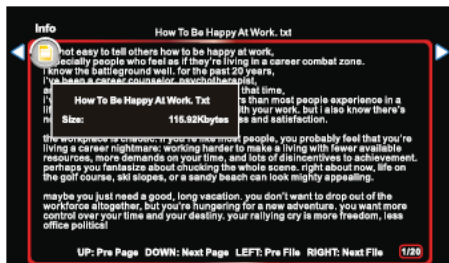 Info
How To Be Happy At Work. txt
not easy to tell others how to be happy at work,
ecially people who feel as if they're living in a career combat zone.
i know the battleground well. for the past 20 years,
i've been a career counselor, psychotherapist,
that time,
How To Be Happy At Work. Txt
rs than most people experience in a
ith your work. but i also know there's
Size: 115.92Kbytes
ss and satisfaction.
the workplace is chaotic. if you're like most people, you probably feel that you're
living a career nightmare: working harder to make a living with fewer available
resources, more demands on your time, and lots of disincentives to achievement.
perhaps you fantasize about chucking the whole scene. right about now, life on
the golf course, ski slopes, or a sandy beach can look mighty appealing.
maybe you just need a good, long vacation. you don't want to drop out of the
workforce altogether, but you're hungering for a new adventure. you want more
control over your time and your destiny. your rallying cry is more freedom, less
office politics!
UP: Pre Page DOWN: Next Page LEFT: Pre File RIGHT: Next File 1/20